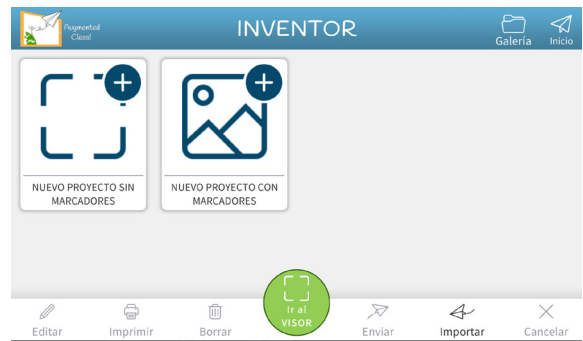 Augmented
Class!
INVENTOR
Galería
Inicio
NUEVO PROYECTO SIN
MARCADORES
NUEVO PROYECTO CON
MARCADORES
Editar
Imprimir
Borrar
Ir al
VISOR
Enviar
Importar
Cancelar